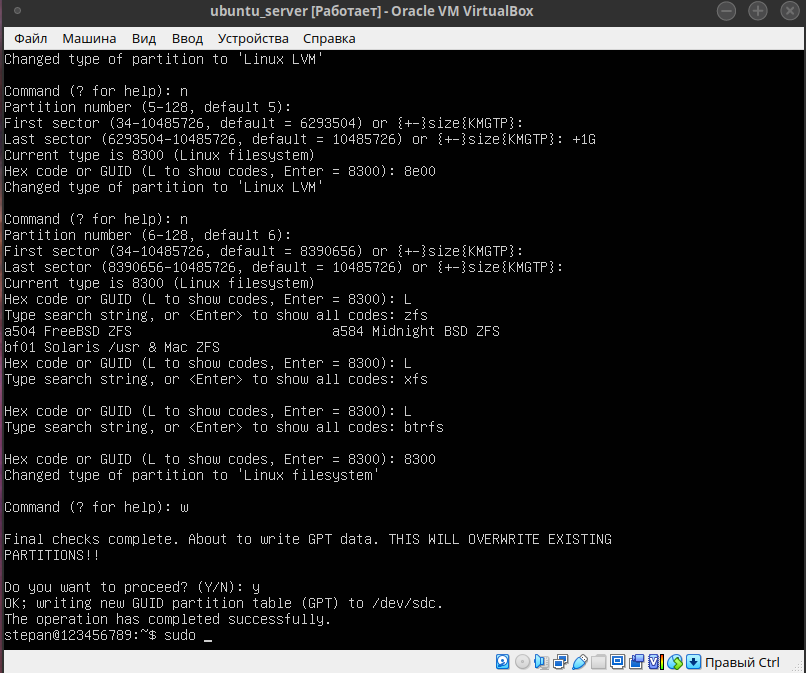 ubuntu_server [Работает] - Oracle VM VirtualBox
Файл Машина Вид Ввод Устройства Справка
Changed type of partition to 'Linux LVM'
Command (? for help): n
Partition number (5-128, default 5):
First sector (34-10485726, default = 6293504) or {+-}size{KMGTP}:
Last sector (6293504-10485726, default = 10485726) or {+-}size{KMGTP}: +1G
Current type is 8300 (Linux filesystem)
Hex code or GUID (L to show codes, Enter = 8300): 8e00
Changed type of partition to 'Linux LVM'
Command (? for help): n
Partition number (6-128, default 6):
First sector (34-10485726, default = 8390656) or {+-}size{KMGTP}:
Last sector (8390656-10485726, default = 10485726) or {+-}size{KMGTP}:
Current type is 8300 (Linux filesystem)
Hex code or GUID (L to show codes, Enter = 8300): L
Type search string, or <Enter> to show all codes: zfs
a504 FreeBSD ZFS a584 Midnight BSD ZFS
bf01 Solaris /usr & Mac ZFS
Hex code or GUID (L to show codes, Enter = 8300): L
Type search string, or <Enter> to show all codes: xfs
Hex code or GUID (L to show codes, Enter = 8300): L
Type search string, or <Enter> to show all codes: btrfs
Hex code or GUID (L to show codes, Enter = 8300): 8300
Changed type of partition to 'Linux filesystem'
Command (? for help): w
Final checks complete. About to write GPT data. THIS WILL OVERWRITE EXISTING
PARTITIONS!!
Do you want to proceed? (Y/N): y
OK; writing new GUID partition table (GPT) to /dev/sdc.
The operation has completed successfully.
stepan@123456789:~$ sudo _
Правый Ctrl